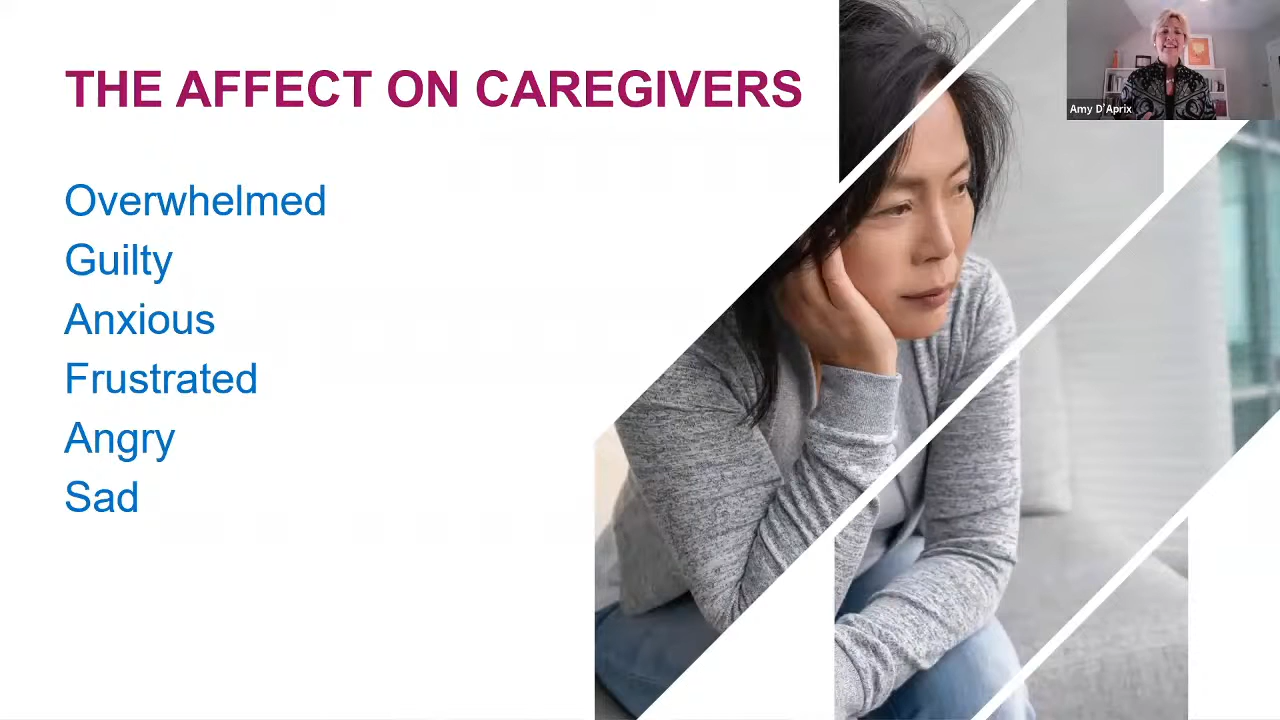 THE AFFECT ON CAREGIVERS
Overwhelmed
Guilty
Anxious
Frustrated
Angry
Sad
Amy D'Aprix